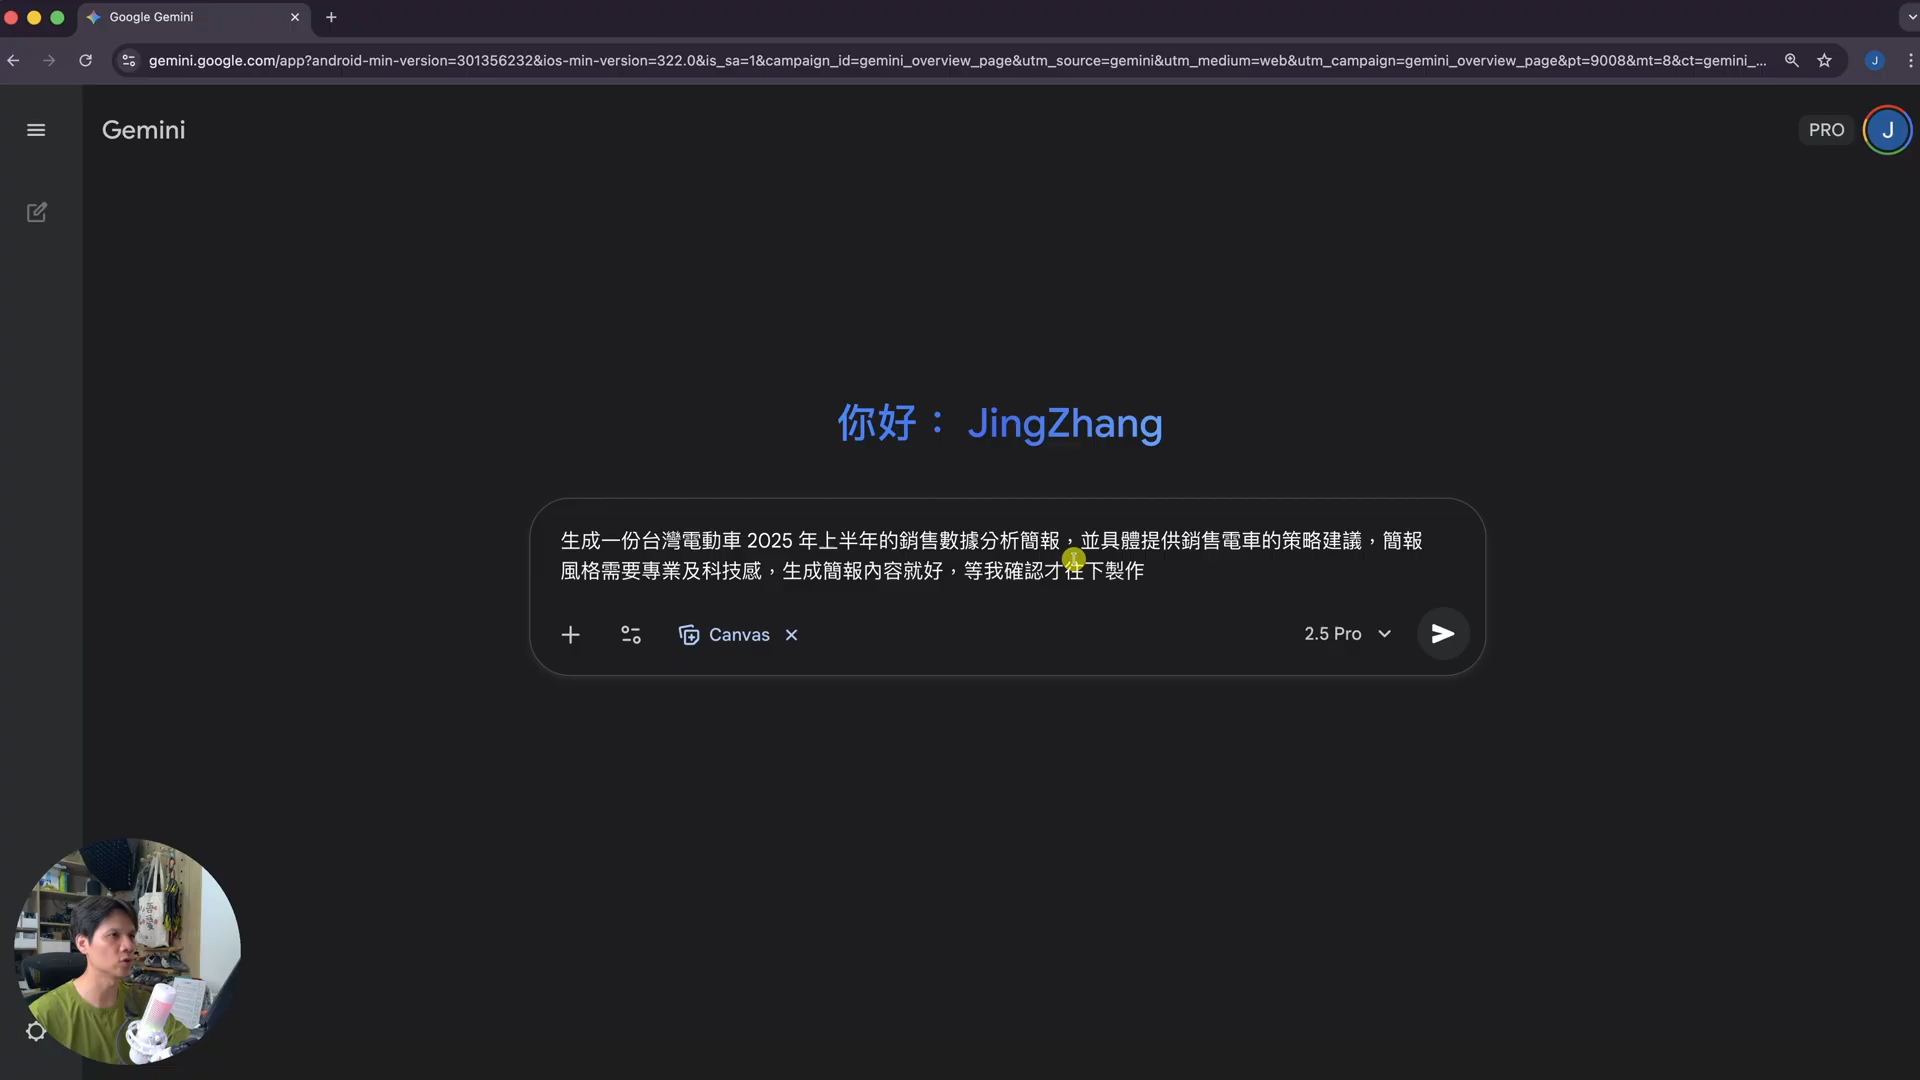 Google Gemini
gemini.google.com/app?android-min-version=301356232&ios-min-version=322.0&is_sa=1&campaign_id=gemini_overview_page&utm_source=gemini&utm_medium=web&utm_campaign=gemini_overview_page&pt=9008&mt=8&ct=gemini_...
J
Gemini
PRO
J
你好： JingZhang
生成一份台灣電動車 2025 年上半年的銷售數據分析簡報，並具體提供銷售電車的策略建議，簡報
風格需要專業及科技感，生成簡報內容就好，等我確認才往下製作
Canvas
2.5 Pro